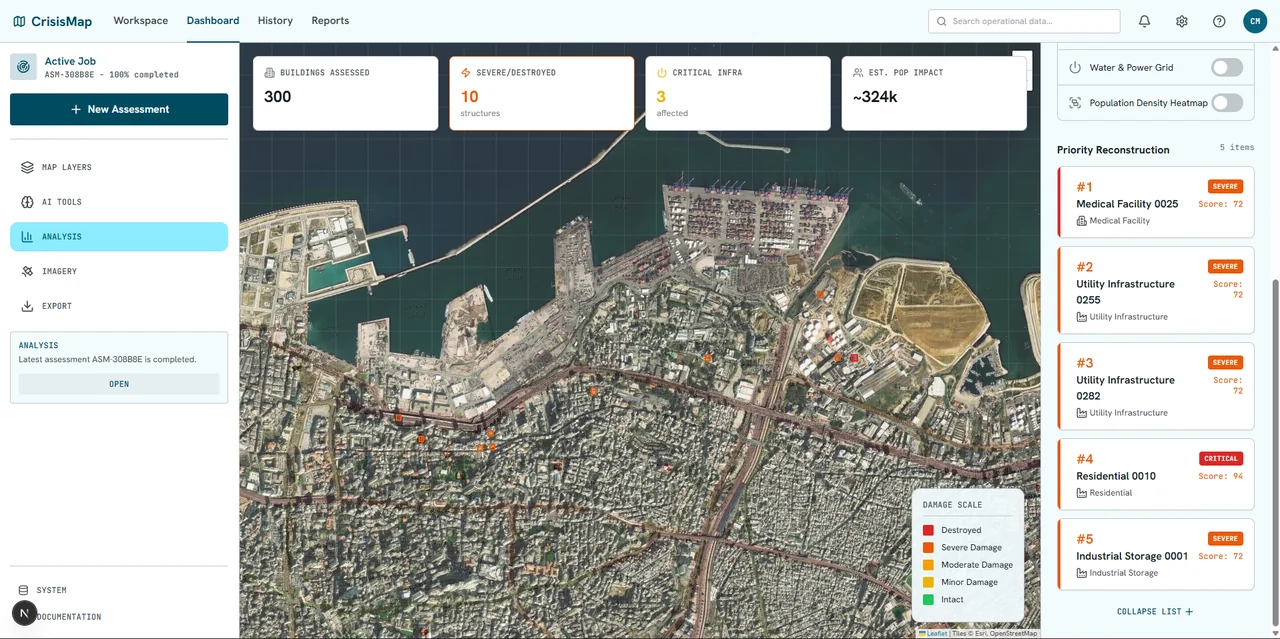 CrisisMap
Workspace
Dashboard
History
Reports
Search operational data...
CM
Active Job
ASM-308B8E - 100% completed
+ New Assessment
MAP LAYERS
AI TOOLS
ANALYSIS
IMAGERY
EXPORT
ANALYSIS
Latest assessment ASM-308B8E is completed.
OPEN
SYSTEM
N
DOCUMENTATION
BUILDINGS ASSESSED
300
SEVERE/DESTROYED
10
structures
CRITICAL INFRA
3
affected
EST. POP IMPACT
~324k
DAMAGE SCALE
Destroyed
Severe Damage
Moderate Damage
Minor Damage
Intact
Leaflet | Tiles © Esri, OpenStreetMap
Water & Power Grid
Population Density Heatmap
Priority Reconstruction
5 items
#1
SEVERE
Medical Facility 0025
Score: 72
Medical Facility
#2
SEVERE
Utility Infrastructure
0255
Score:
72
Utility Infrastructure
#3
SEVERE
Utility Infrastructure
0282
Score:
72
Utility Infrastructure
#4
CRITICAL
Residential 0010
Score: 94
Residential
#5
SEVERE
Industrial Storage 0001
Score: 72
Industrial Storage
COLLAPSE LIST +